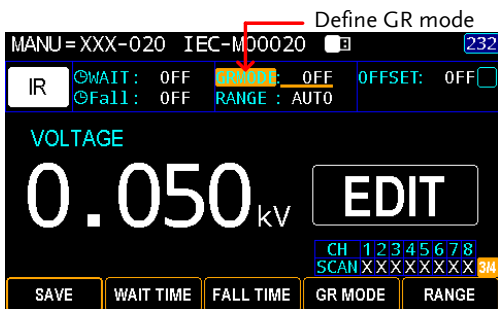 Define GR mode
MANU = XXX-020 IEC-M00020 232
IR WAIT: OFF GRMODE: OFF OFFSET: OFF
Fall: OFF RANGE : AUTO
VOLTAGE
0.050 kV EDIT
CH 1 2 3 4 5 6 7 8
SCAN X X X X X X X X 3/4
SAVE WAIT TIME FALL TIME GR MODE RANGE